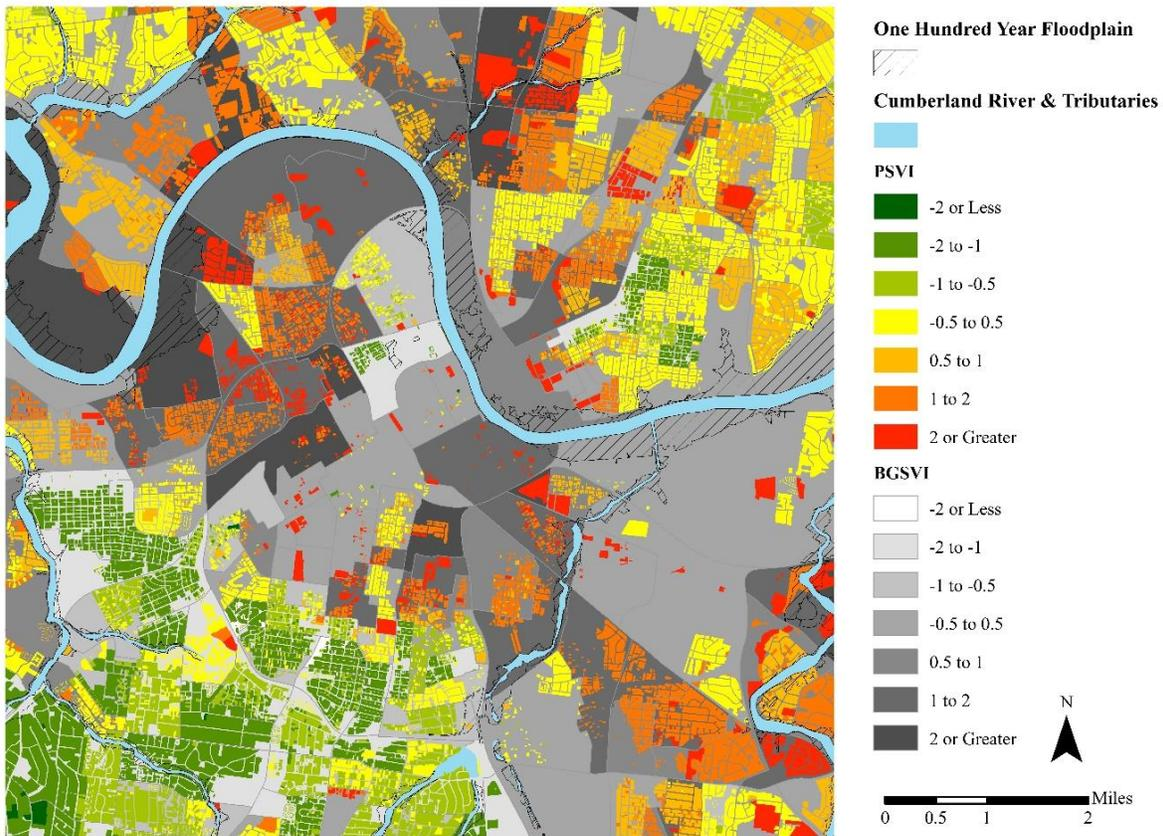 One Hundred Year Floodplain
Cumberland River & Tributaries
PSVI
-2 or Less
-2 to -1
-1 to -0.5
-0.5 to 0.5
0.5 to 1
1 to 2
2 or Greater
BGSVI
-2 or Less
-2 to -1
-1 to -0.5
-0.5 to 0.5
0.5 to 1
1 to 2
2 or Greater
N
Miles
0 0.5 1 2